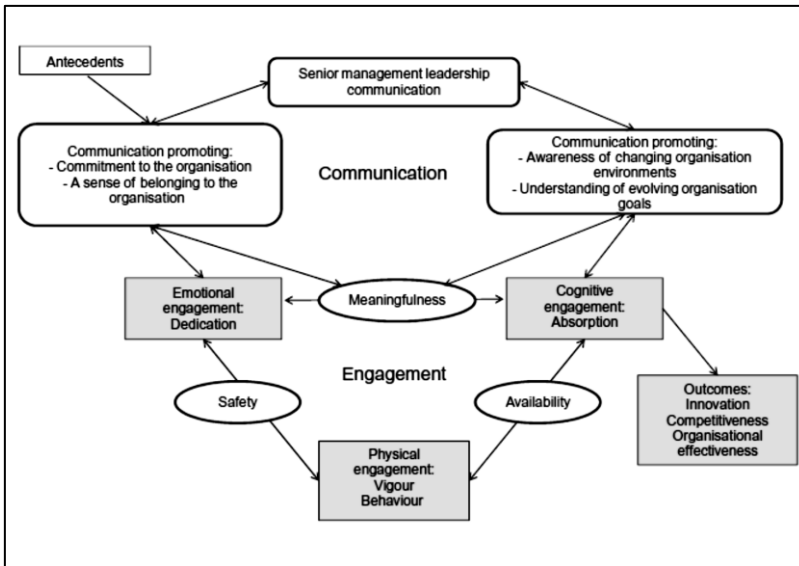 Antecedents
Senior management leadership
communication
Communication promoting:
- Commitment to the organisation
- A sense of belonging to the
organisation
Communication
Communication promoting:
- Awareness of changing organisation
environments
- Understanding of evolving organisation
goals
Emotional
engagement:
Dedication
Meaningfulness
Cognitive
engagement:
Absorption
Engagement
Safety
Availability
Outcomes:
Innovation
Competitiveness
Organisational
effectiveness
Physical
engagement:
Vigour
Behaviour